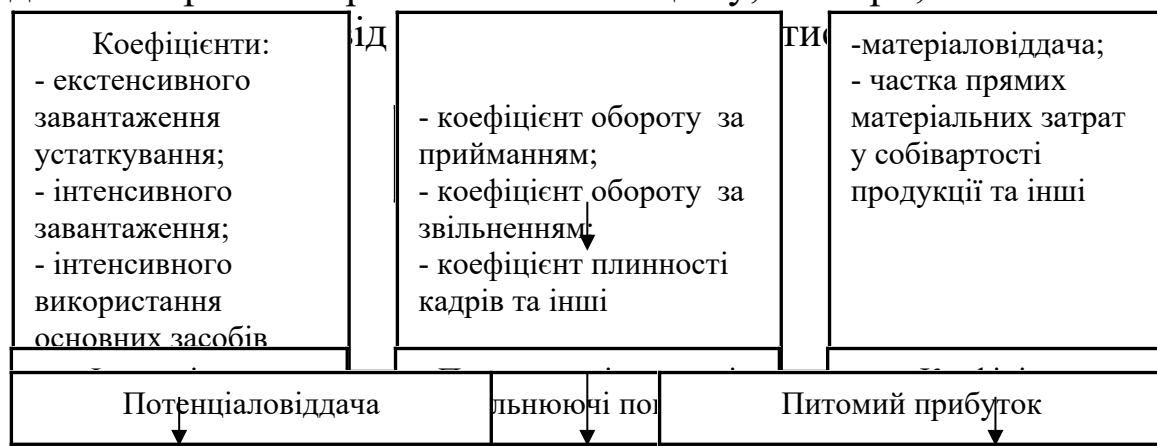 Коефіцієнти:
- екстенсивного
завантаження
устаткування;
- інтенсивного
завантаження;
- інтенсивного
використання
основних засобів
- коефіцієнт обороту за
прийманням;
- коефіцієнт обороту за
звільненням;
- коефіцієнт плинності
кадрів та інші
-матеріаловіддача;
- частка прямих
матеріальних затрат
у собівартості
продукції та інші
Потенціаловіддача
Питомий прибуток